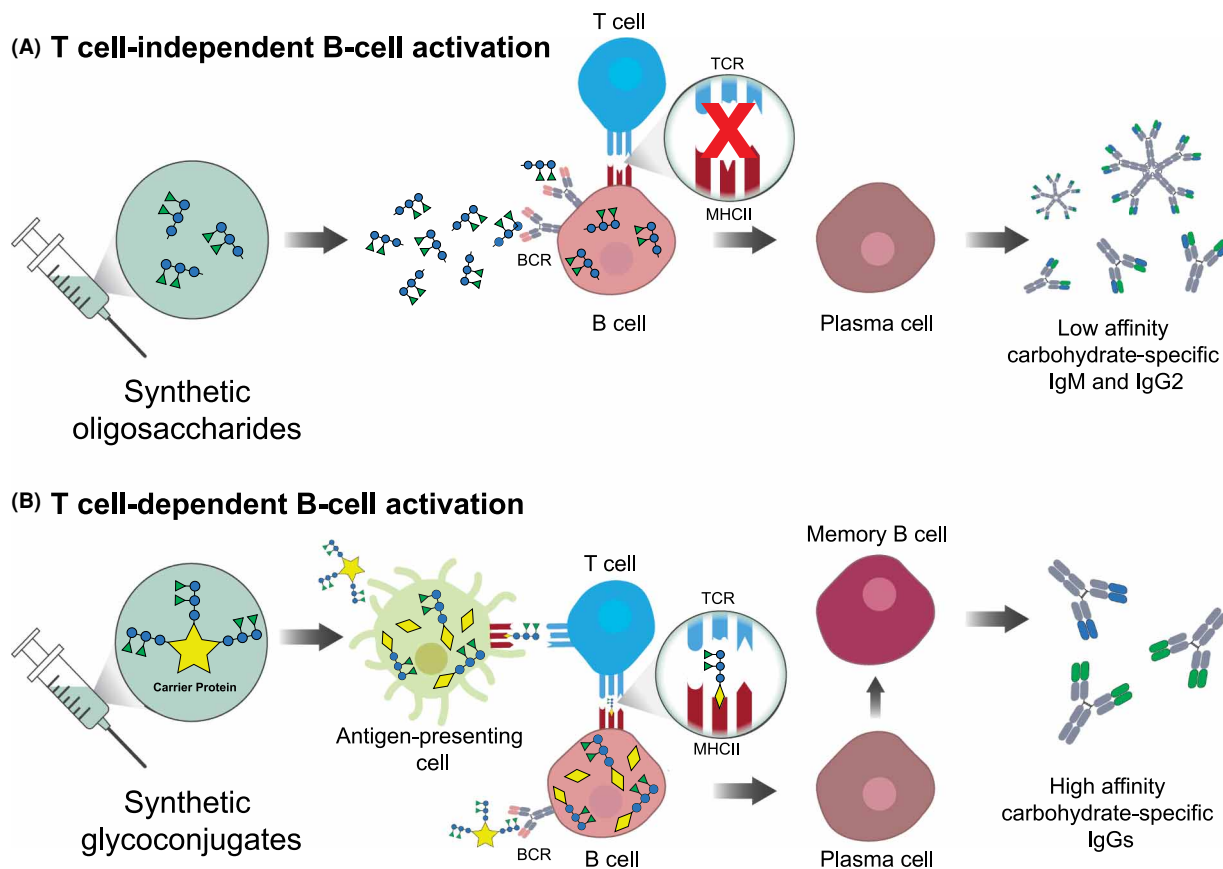 (A) T cell-independent B-cell activation
T cell
TCR
MHCII
BCR
B cell
Plasma cell
Synthetic
oligosaccharides
Low affinity
carbohydrate-specific
IgM and IgG2
(B) T cell-dependent B-cell activation
Carrier Protein
Synthetic
glycoconjugates
Antigen-presenting
cell
T cell
TCR
MHCII
BCR
B cell
Memory B cell
Plasma cell
High affinity
carbohydrate-specific
IgGs